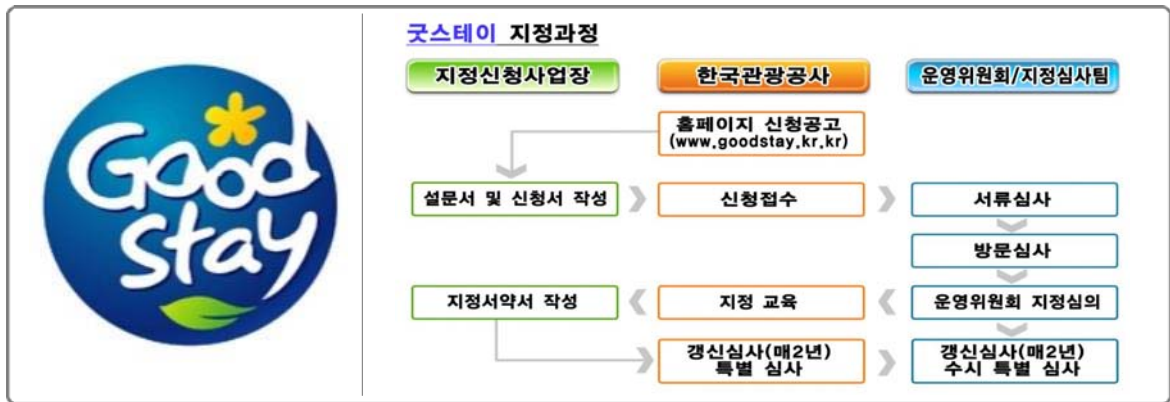 Good
stay
굿스테이 지정과정
지정신청사업장
한국관광공사
운영위원회/지정심사팀
홈페이지 신청공고
(www.goodstay.kr.kr)
설문서 및 신청서 작성
신청접수
서류심사
방문심사
지정서약서 작성
지정 교육
운영위원회 지정심의
갱신심사(매2년)
특별 심사
갱신심사(매2년)
수시 특별 심사